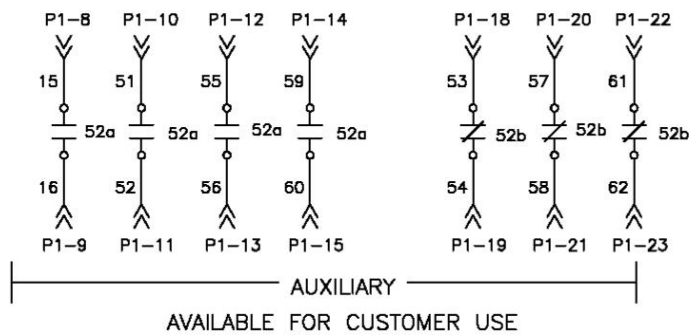 P1-8 P1-10 P1-12 P1-14 P1-18 P1-20 P1-22
15 51 55 59 53 57 61
52a 52a 52a 52a 52b 52b 52b
16 52 56 60 54 58 62
P1-9 P1-11 P1-13 P1-15 P1-19 P1-21 P1-23
AUXILIARY
AVAILABLE FOR CUSTOMER USE